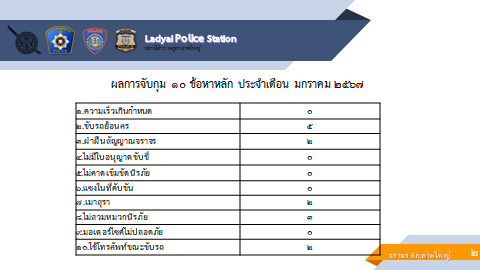 Ladyai Police Station
สถานีตำรวจภูธรลาดใหญ่
ผลการจับกุม ๑๐ ข้อหาหลัก ประจำเดือน มกราคม ๒๕๖๗
๑.ความเร็วเกินกำหนด ๐
๒.ขับรถย้อนศร ๕
๓.ฝ่าฝืนสัญญาณจราจร ๒
๔.ไม่มีใบอนุญาตขับขี่ ๐
๕.ไม่คาดเข็มขัดนิรภัย ๐
๖.แซงในที่คับขัน ๐
๗.เมาสุรา ๒
๘.ไม่สวมหมวกนิรภัย ๓
๙.มอเตอร์ไซค์ไม่ปลอดภัย ๐
๑๐.ใช้โทรศัพท์ขณะขับรถ ๒
จราจร สภ.ลาดใหญ่ ๒